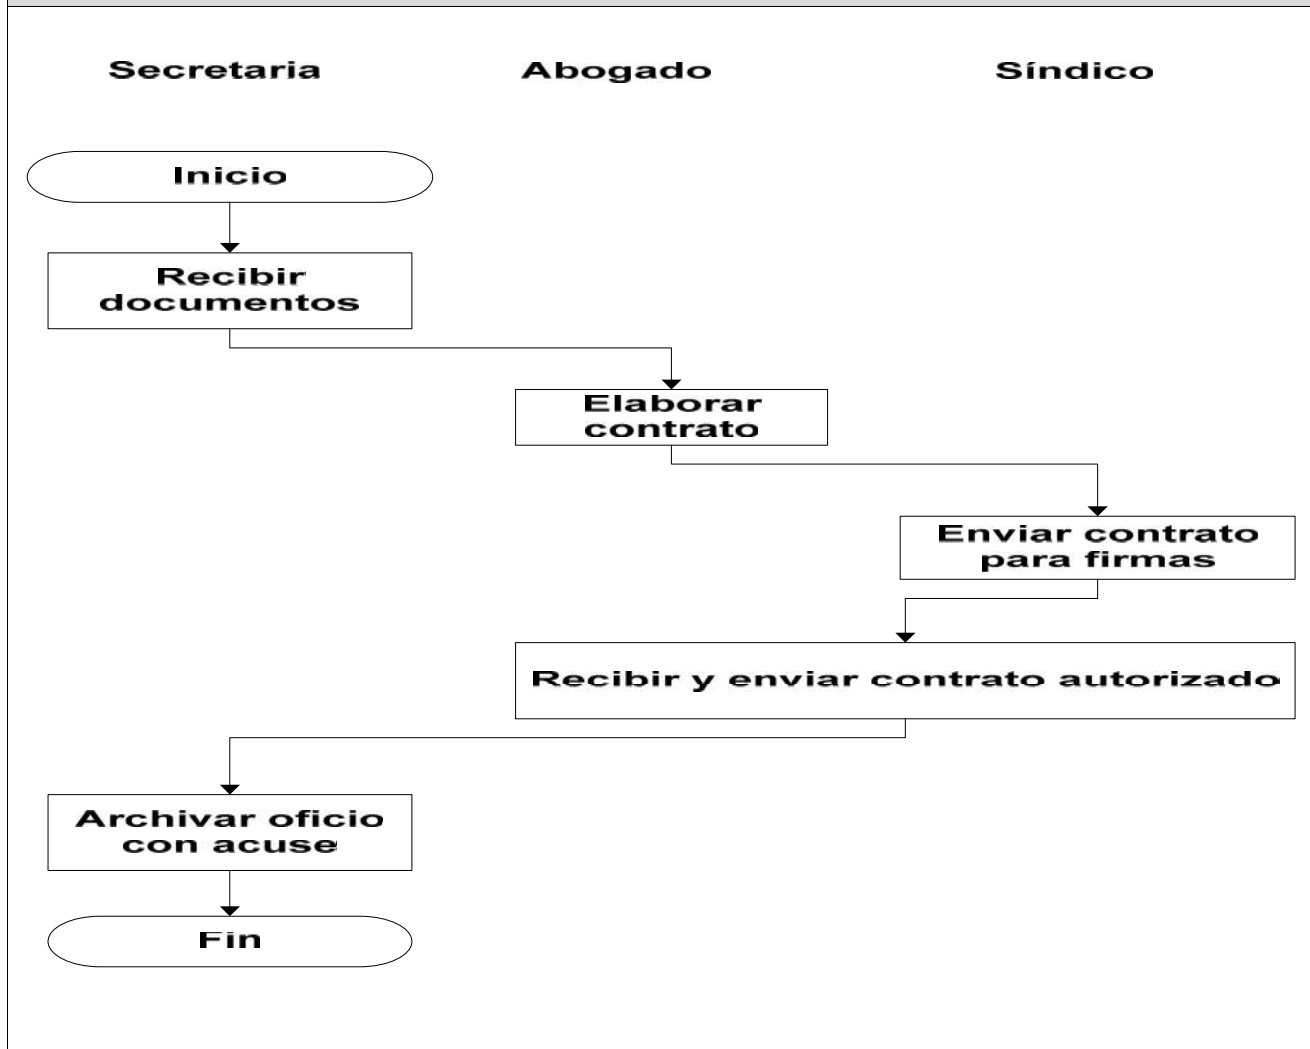 Secretaria Abogado Síndico
Inicio
Recibir
documentos
Elaborar
contrato
Enviar contrato
para firmas
Recibir y enviar contrato autorizado
Archivar oficio
con acuse
Fin